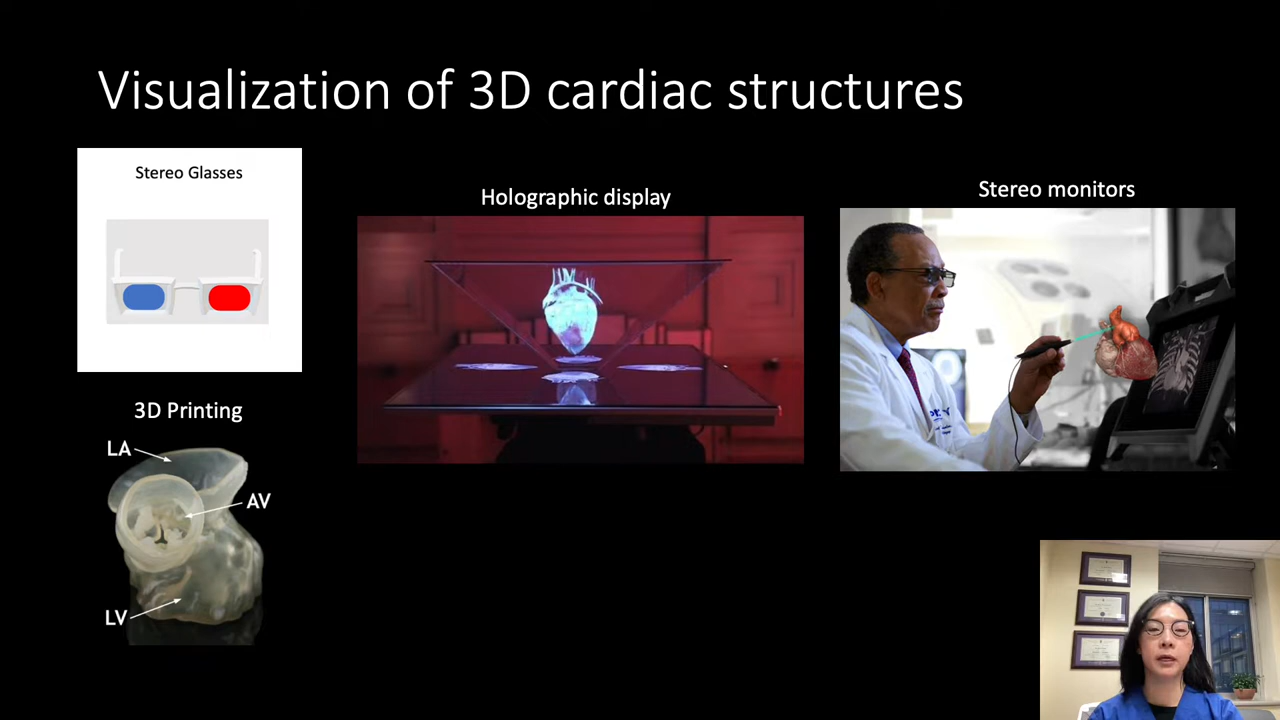 Visualization of 3D cardiac structures
Stereo Glasses
Holographic display
Stereo monitors
3D Printing
LA
AV
LV